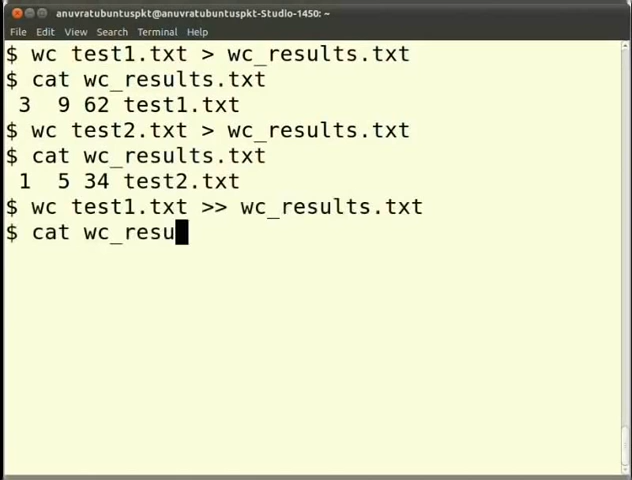 anuvratubuntuspkt@anuvratubuntuspkt-Studio-1450: ~
File Edit View Search Terminal Help
$ wc test1.txt > wc_results.txt
$ cat wc_results.txt
 3  9 62 test1.txt
$ wc test2.txt > wc_results.txt
$ cat wc_results.txt
 1  5 34 test2.txt
$ wc test1.txt >> wc_results.txt
$ cat wc_resu